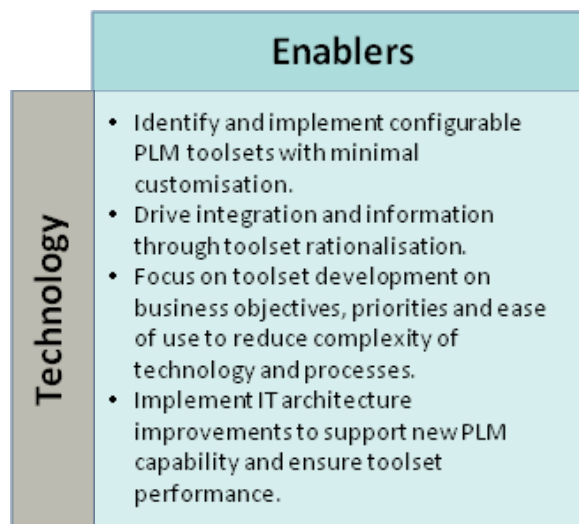 Enablers
Technology
• Identify and implement configurable
PLM toolsets with minimal
customisation.
• Drive integration and information
through toolset rationalisation.
• Focus on toolset development on
business objectives, priorities and ease
of use to reduce complexity of
technology and processes.
• Implement IT architecture
improvements to support new PLM
capability and ensure toolset
performance.